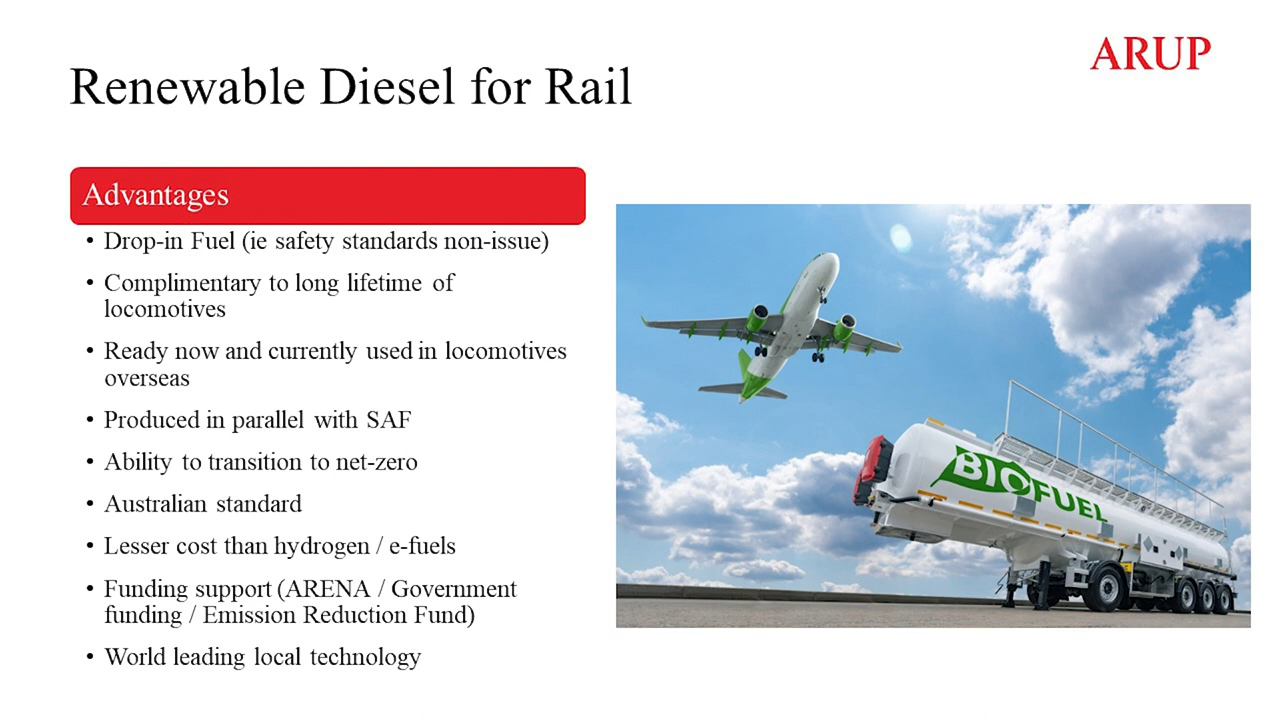 ARUP
Renewable Diesel for Rail
Advantages
• Drop-in Fuel (ie safety standards non-issue)
• Complimentary to long lifetime of
locomotives
• Ready now and currently used in locomotives
overseas
• Produced in parallel with SAF
• Ability to transition to net-zero
• Australian standard
• Lesser cost than hydrogen / e-fuels
• Funding support (ARENA / Government
funding / Emission Reduction Fund)
• World leading local technology
BIOFUEL